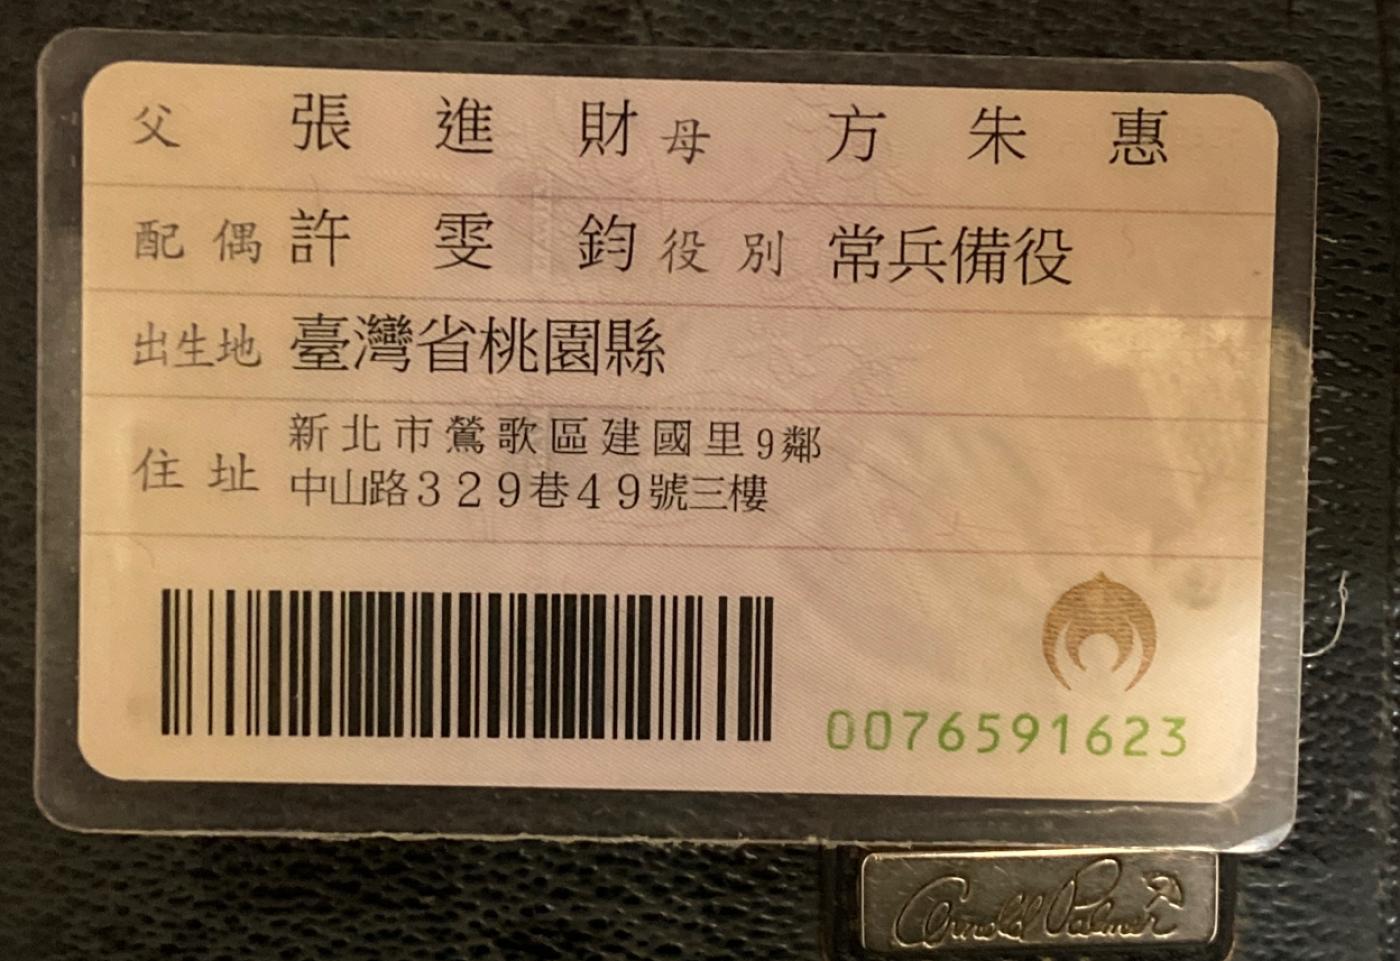 父 張進財 母 方朱惠
配偶 許雯鈞 役別 常兵備役
出生地 臺灣省桃園縣
住址 新北市鶯歌區建國里9鄰
中山路329巷49號三樓
0076591623
Arnold Palmer